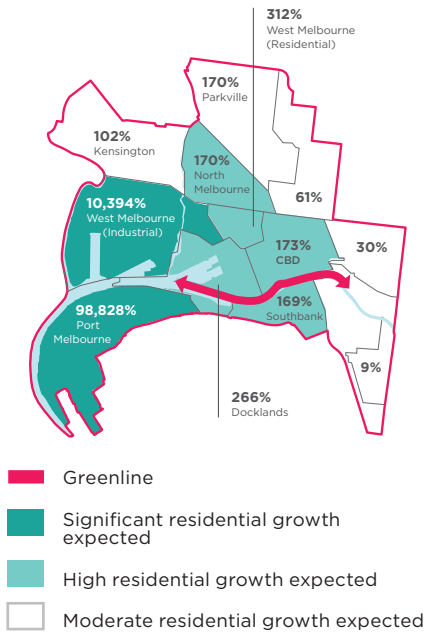 312%
West Melbourne
(Residential)
170%
Parkville
102%
Kensington
170%
North
Melbourne
61%
10,394%
West Melbourne
(Industrial)
173%
CBD
30%
98,828%
Port
Melbourne
169%
Southbank
9%
266%
Docklands
Greenline
Significant residential growth
expected
High residential growth expected
Moderate residential growth expected